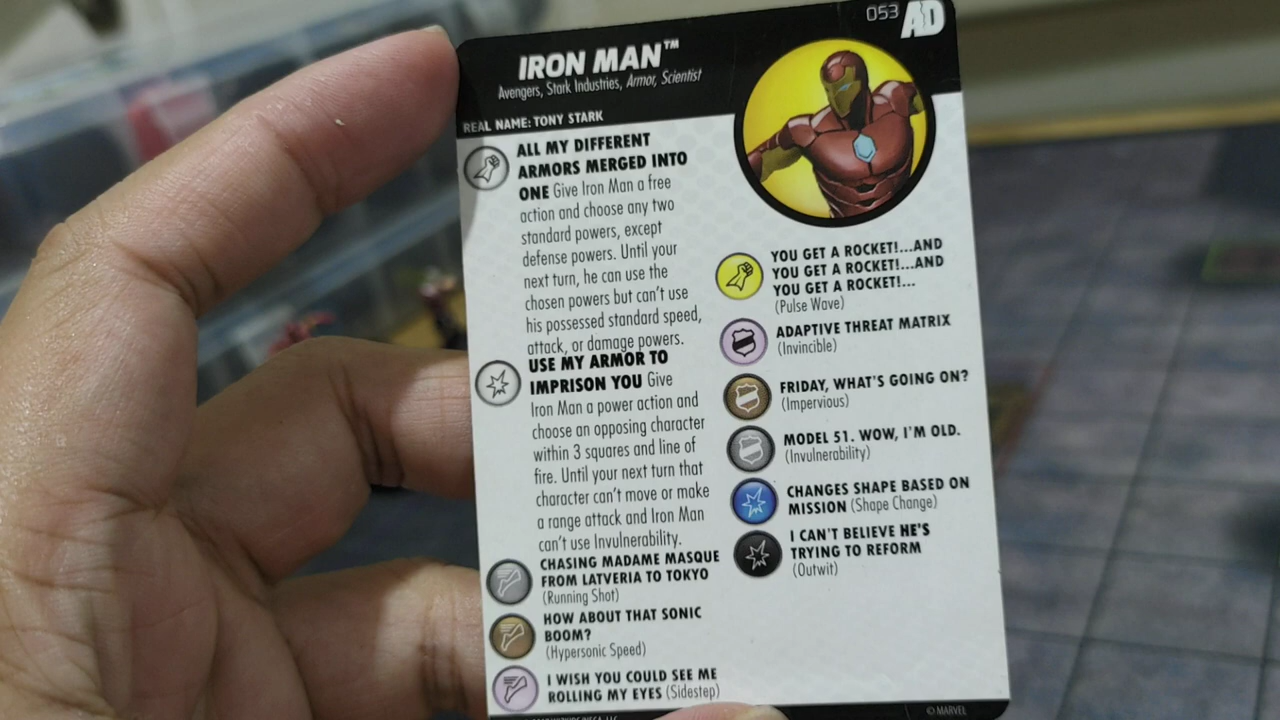 053 AD
IRON MAN™
Avengers, Stark Industries, Armor, Scientist
REAL NAME: TONY STARK
ALL MY DIFFERENT
ARMORS MERGED INTO
ONE Give Iron Man a free
action and choose any two
standard powers, except
defense powers. Until your
next turn, he can use the
chosen powers but can't use
his possessed standard speed,
attack, or damage powers.
USE MY ARMOR TO
IMPRISON YOU Give
Iron Man a power action and
choose an opposing character
within 3 squares and line of
fire. Until your next turn that
character can't move or make
a range attack and Iron Man
can't use Invulnerability.
CHASING MADAME MASQUE
FROM LATVERIA TO TOKYO
(Running Shot)
HOW ABOUT THAT SONIC
BOOM?
(Hypersonic Speed)
I WISH YOU COULD SEE ME
ROLLING MY EYES (Sidestep)
YOU GET A ROCKET!...AND
YOU GET A ROCKET!...AND
YOU GET A ROCKET!...
(Pulse Wave)
ADAPTIVE THREAT MATRIX
(Invincible)
FRIDAY, WHAT'S GOING ON?
(Impervious)
MODEL 51. WOW, I'M OLD.
(Invulnerability)
CHANGES SHAPE BASED ON
MISSION (Shape Change)
I CAN'T BELIEVE HE'S
TRYING TO REFORM
(Outwit)
© MARVEL